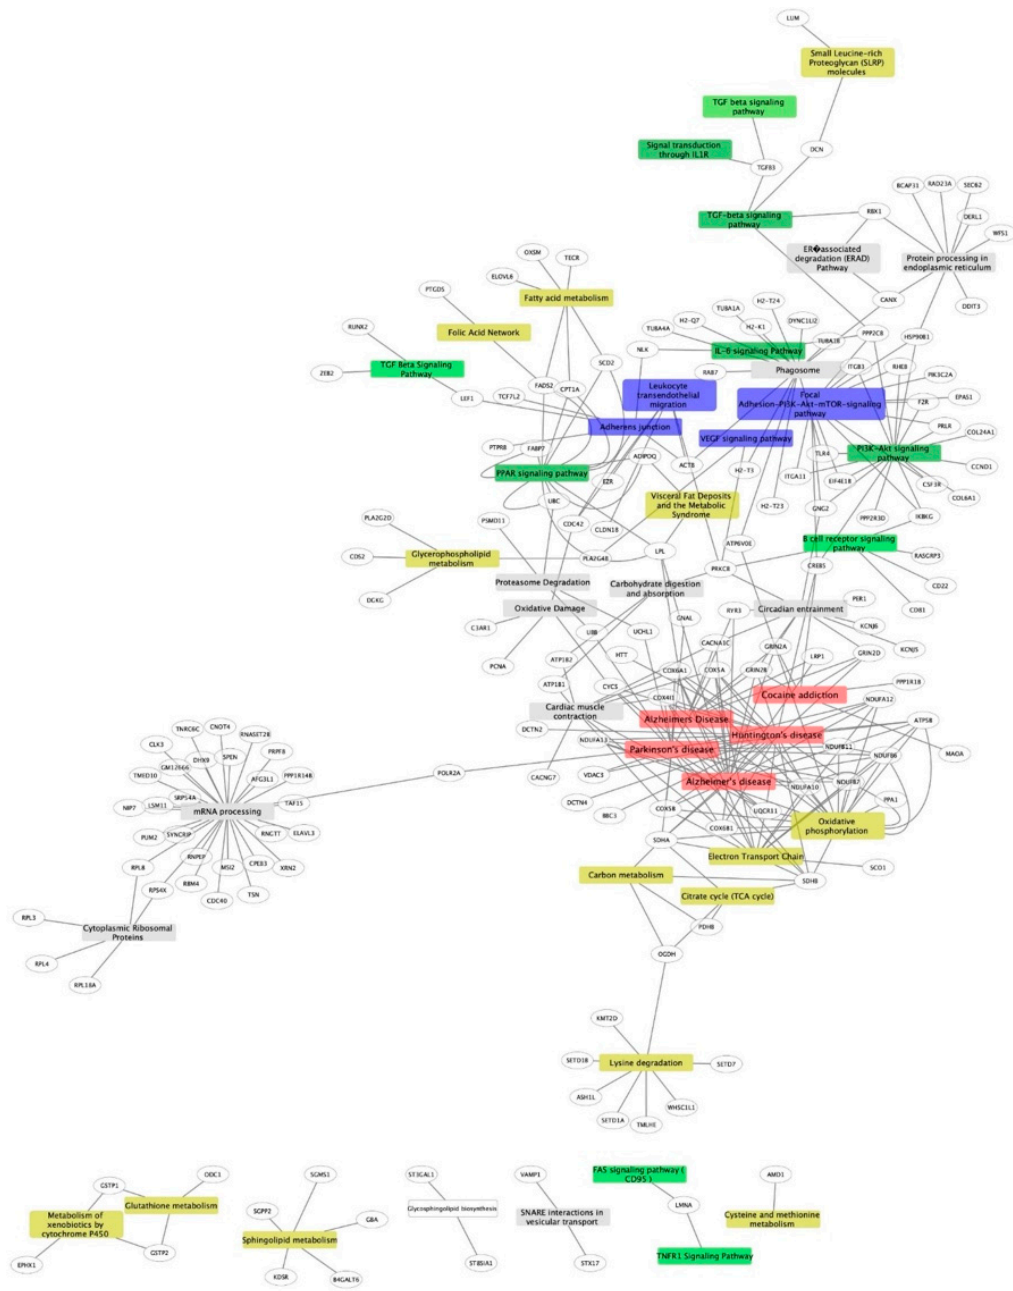 LUM
Small Leucine-rich
Proteoglycan (SLRP)
molecules
TGF beta signaling
pathway
Signal transduction
through IL1R
DCN
TGFB3
BCAP31
RAD23A
SEC62
DERL1
WFS1
TGF-beta signaling
pathway
RBX1
ER�associated
degradation (ERAD)
Pathway
Protein processing in
endoplasmic reticulum
DDIT3
CANX
OXSM
TECR
ELOVL6
Fatty acid metabolism
PTGDS
Folic Acid Network
RUNX2
ZEB2
TGF Beta Signaling
Pathway
LEF1
TCF7L2
FADS2
CPT1A
SCD2
NLK
TUBA4A
H2-Q7
TUBA1A
H2-K1
H2-T24
DYNC1LI2
TUBA1B
PPP2CB
HSP90B1
IL-6 signaling Pathway
RAB7
Phagosome
ITGB3
RHEB
PIK3C2A
Leukocyte
transendothelial
migration
Focal
Adhesion-PI3K-Akt-mTOR-signaling
pathway
F2R
EPAS1
Adherens junction
VEGF signaling pathway
PRLR
COL24A1
PTPRB
FABP7
ADIPOQ
ACTB
H2-T3
TLR4
PI3K-Akt signaling
pathway
CCND1
PPAR signaling pathway
EZR
ITGA11
EIF4E1B
CSF3R
COL6A1
UBC
Visceral Fat Deposits
and the Metabolic
Syndrome
H2-T23
GNG2
PPP2R3D
IKBKG
PLA2G2D
PSMD11
CDC42
CLDN18
CDS2
Glycerophospholipid
metabolism
PLA2G4B
LPL
ATP6V0E
B cell receptor signaling
pathway
RASGRP3
DGKG
Proteasome Degradation
Carbohydrate digestion
and absorption
PRKCB
CREB5
CD22
CD81
Oxidative Damage
GNAL
RYR3
Circadian entrainment
PER1
KCNJ6
KCNJ5
C3AR1
PCNA
UBB
UCHL1
HTT
CACNA1C
GRIN2A
GRIN2D
ATP1B2
COX6A1
COX5A
GRIN2B
LRP1
ATP1B1
CYCS
COX4I1
Cocaine addiction
PPP1R1B
NDUFA12
Cardiac muscle
contraction
Alzheimers Disease
ATP5B
DCTN2
NDUFA13
Huntington's disease
Parkinson's disease
NDUFB11
NDUFB6
MAOA
CACNG7
VDAC3
Alzheimer's disease
NDUFA10
NDUFB7
DCTN4
BBC3
COX5B
UQCR11
PPA1
COX6B1
Oxidative
phosphorylation
SDHA
Electron Transport Chain
SCO1
Carbon metabolism
SDHB
Citrate cycle (TCA cycle)
PDHB
OGDH
POLR2A
TNRC6C
CNOT4
RNASET2B
CLK3
DHX9
SPEN
PRPF8
TMED10
GM12666
AFG3L1
PPP1R14B
NIP7
LSM11
SRP54A
mRNA processing
TAF15
PUM2
SYNCRIP
RNGTT
ELAVL3
RPL8
RNPEP
MSI2
CPEB3
XRN2
RPS4X
RBM4
CDC40
TSN
RPL3
Cytoplasmic Ribosomal
Proteins
RPL4
RPL18A
KMT2D
SETD1B
Lysine degradation
SETD7
ASH1L
SETD1A
TMLHE
WHSC1L1
GSTP1
ODC1
Metabolism of
xenobiotics by
cytochrome P450
Glutathione metabolism
EPHX1
GSTP2
SGMS1
SGPP2
GBA
Sphingolipid metabolism
KDSR
B4GALT6
ST3GAL1
Glycosphingolipid biosynthesis
ST8SIA1
VAMP1
SNARE interactions in
vesicular transport
STX17
FAS signaling pathway (
CD95 )
LMNA
TNFR1 Signaling Pathway
AMD1
Cysteine and methionine
metabolism